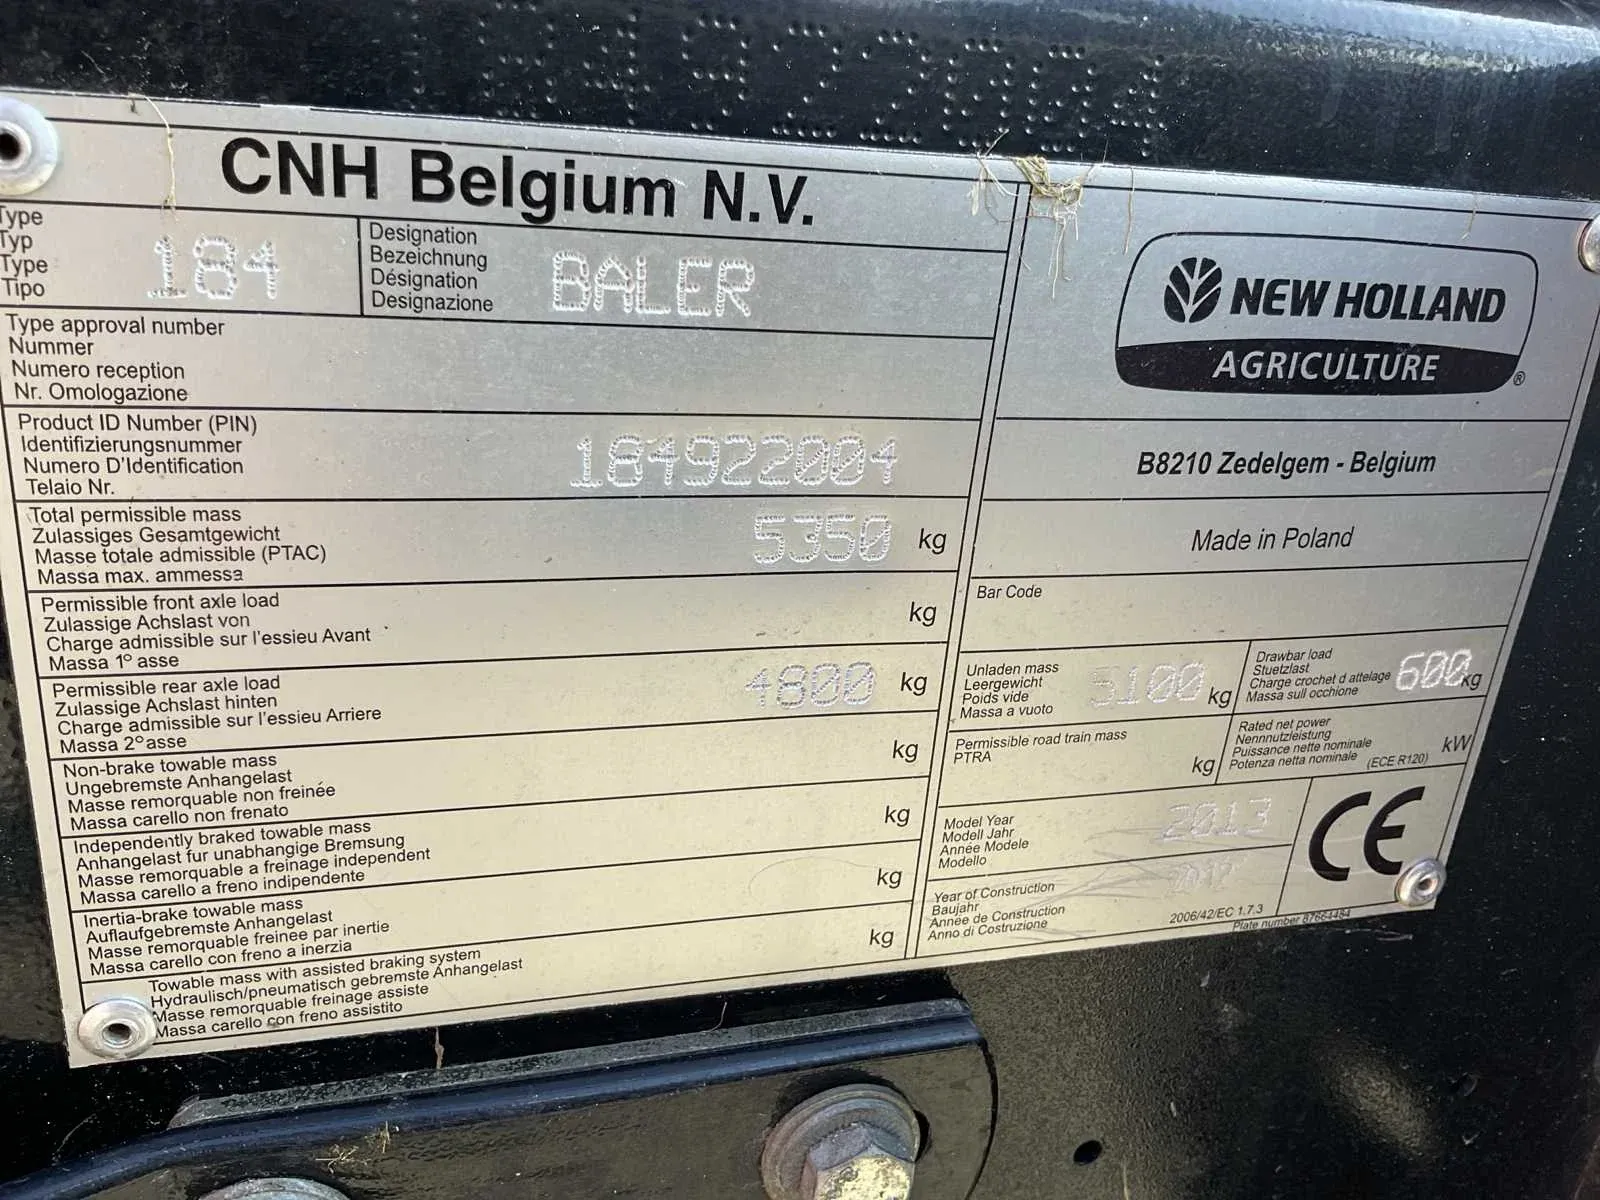 184922004
CNH Belgium N.V.
Type
Typ
Type
Tipo
184
Designation
Bezeichnung
Désignation
Designazione
BALER
Type approval number
Nummer
Numero reception
Nr. Omologazione
Product ID Number (PIN)
Identifizierungsnummer
Numero D'Identification
Telaio Nr.
184922004
Total permissible mass
Zulassiges Gesamtgewicht
Masse totale admissible (PTAC)
Massa max. ammessa
5350 kg
Permissible front axle load
Zulassige Achslast von
Charge admissible sur l'essieu Avant
Massa 1° asse
kg
Permissible rear axle load
Zulassige Achslast hinten
Charge admissible sur l'essieu Arriere
Massa 2° asse
4800 kg
Non-brake towable mass
Ungebremste Anhangelast
Masse remorquable non freinée
Massa carello non frenato
kg
Independently braked towable mass
Anhangelast fur unabhangige Bremsung
Masse remorquable a freinage independent
Massa carello a freno indipendente
kg
Inertia-brake towable mass
Auflaufgebremste Anhangelast
Masse remorquable freinee par inertie
Massa carello con freno a inerzia
kg
Towable mass with assisted braking system
Hydraulisch/pneumatisch gebremste Anhangelast
Masse remorquable freinage assiste
Massa carello con freno assistito
kg
NEW HOLLAND
AGRICULTURE ®
B8210 Zedelgem - Belgium
Made in Poland
Bar Code
Unladen mass
Leergewicht
Poids vide
Massa a vuoto
5100 kg
Drawbar load
Stuetzlast
Charge crochet d attelage
Massa sull occhione
600 kg
Permissible road train mass
PTRA
kg
Rated net power
Nennnutzleistung
Puissance nette nominale
Potenza netta nominale
(ECE R120)
kW
Model Year
Modell Jahr
Année Modele
Modello
2013
Year of Construction
Baujahr
Année de Construction
Anno di Costruzione
2012
2006/42/EC 1.7.3
CE
Plate number 87664484